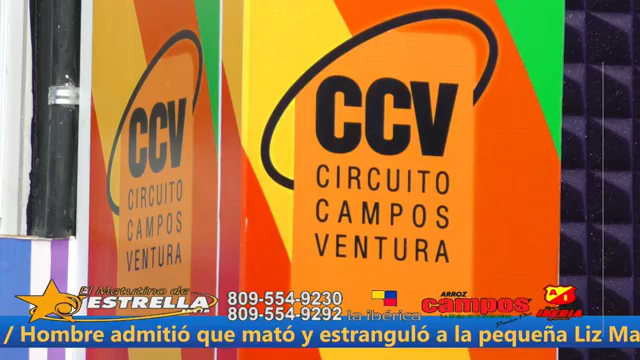 CCV
CIRCUITO
CAMPOS
VENTURA
CCV
CIRCUITO
CAMPOS
VENTURA
El Matutino de
ESTRELLA
809-554-9230
809-554-9292
la ibérica
ARROZ
campos
IBERIA
/ Hombre admitió que mató y estranguló a la pequeña Liz Ma